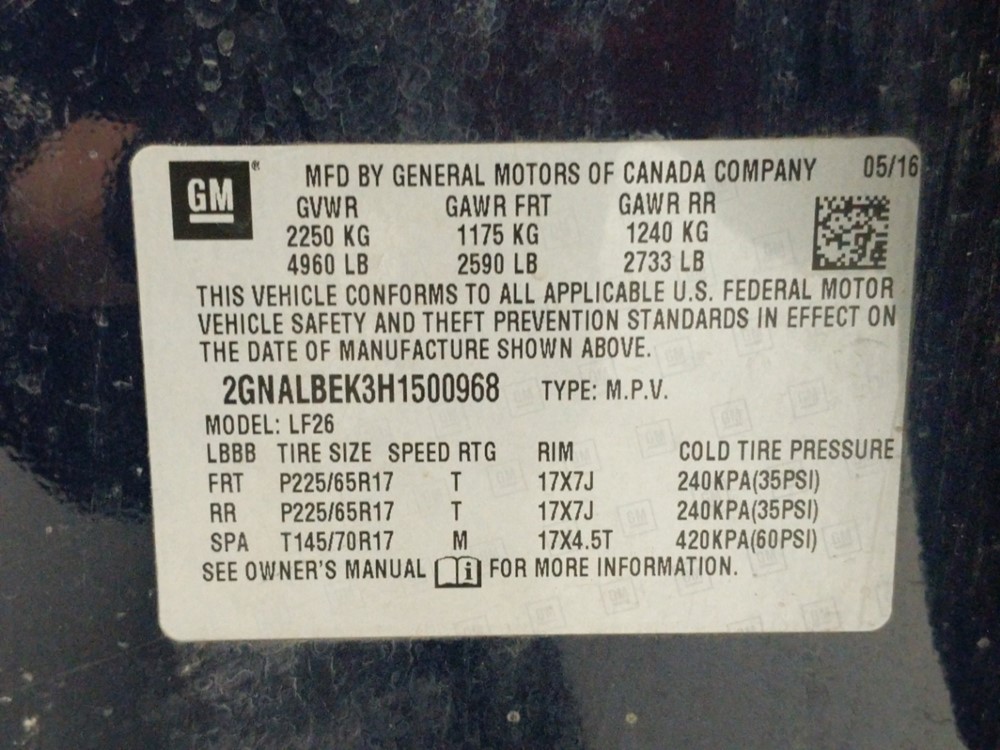 GM ® MFD BY GENERAL MOTORS OF CANADA COMPANY 05/16
GVWR GAWR FRT GAWR RR
2250 KG 1175 KG 1240 KG
4960 LB 2590 LB 2733 LB
THIS VEHICLE CONFORMS TO ALL APPLICABLE U.S. FEDERAL MOTOR
VEHICLE SAFETY AND THEFT PREVENTION STANDARDS IN EFFECT ON
THE DATE OF MANUFACTURE SHOWN ABOVE.
2GNALBEK3H1500968 TYPE: M.P.V.
MODEL: LF26
LBBB TIRE SIZE SPEED RTG RIM COLD TIRE PRESSURE
FRT P225/65R17 T 17X7J 240KPA(35PSI)
RR P225/65R17 T 17X7J 240KPA(35PSI)
SPA T145/70R17 M 17X4.5T 420KPA(60PSI)
SEE OWNER'S MANUAL i FOR MORE INFORMATION.